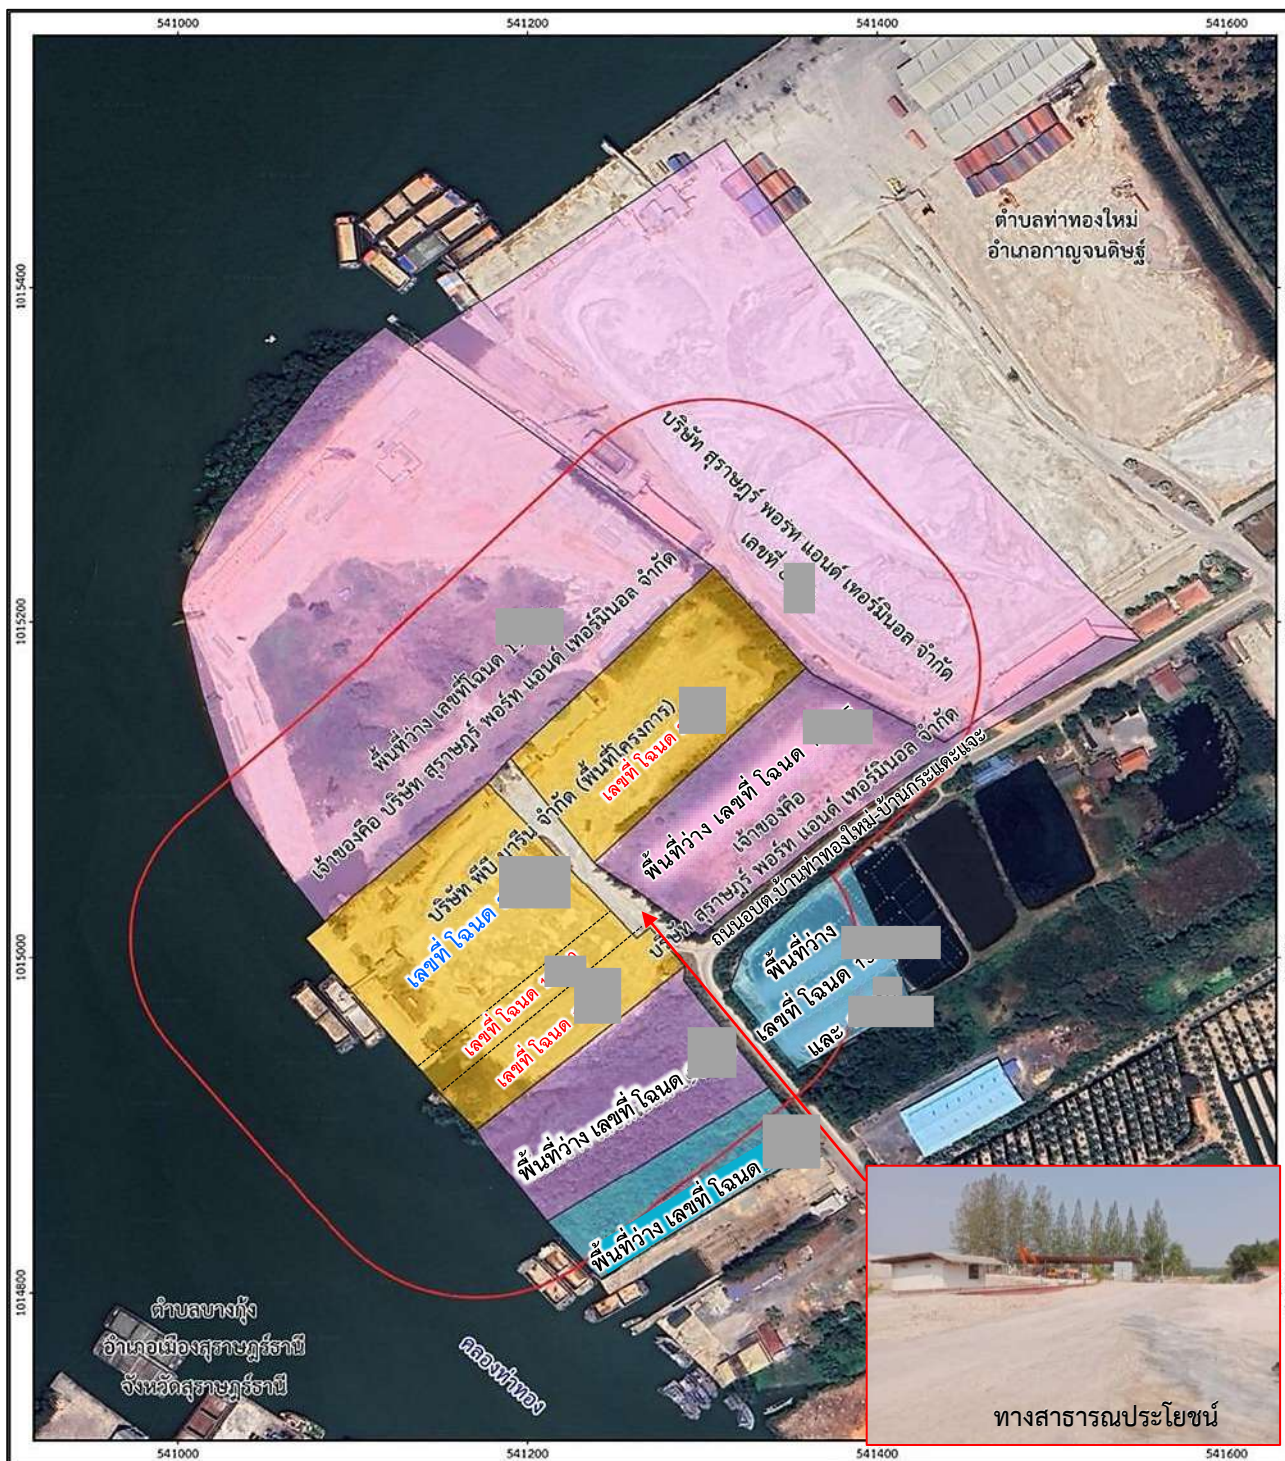 541000 541200 541400 541600
ตำบลท่าทองใหม่
อำเภอกาญจนดิษฐ์
1015400
บริษัท สุราษฎร์ พอร์ท แอนด์ เทอร์มินอล จำกัด
เลขที่
1015200
พื้นที่ว่าง เลขที่โฉนด
เจ้าของคือ บริษัท สุราษฎร์ พอร์ท แอนด์ เทอร์มินอล จำกัด
บริษัท พีบี มารีน จำกัด (พื้นที่โครงการ)
เลขที่ โฉนด
พื้นที่ว่าง เลขที่ โฉนด
เจ้าของคือ
บริษัท สุราษฎร์ พอร์ท แอนด์ เทอร์มินอล จำกัด
ถนนอบต.บ้านท่าทองใหม่-บ้านกระแดะแจะ
เลขที่ โฉนด
1015000
เลขที่ โฉนด
เลขที่ โฉนด
พื้นที่ว่าง
เลขที่ โฉนด
และ
พื้นที่ว่าง เลขที่ โฉนด
พื้นที่ว่าง เลขที่ โฉนด
1014800
ตำบลบางกุ้ง
อำเภอเมืองสุราษฎร์ธานี
จังหวัดสุราษฎร์ธานี
คลองท่าทอง
ทางสาธารณประโยชน์
541000 541200 541400 541600